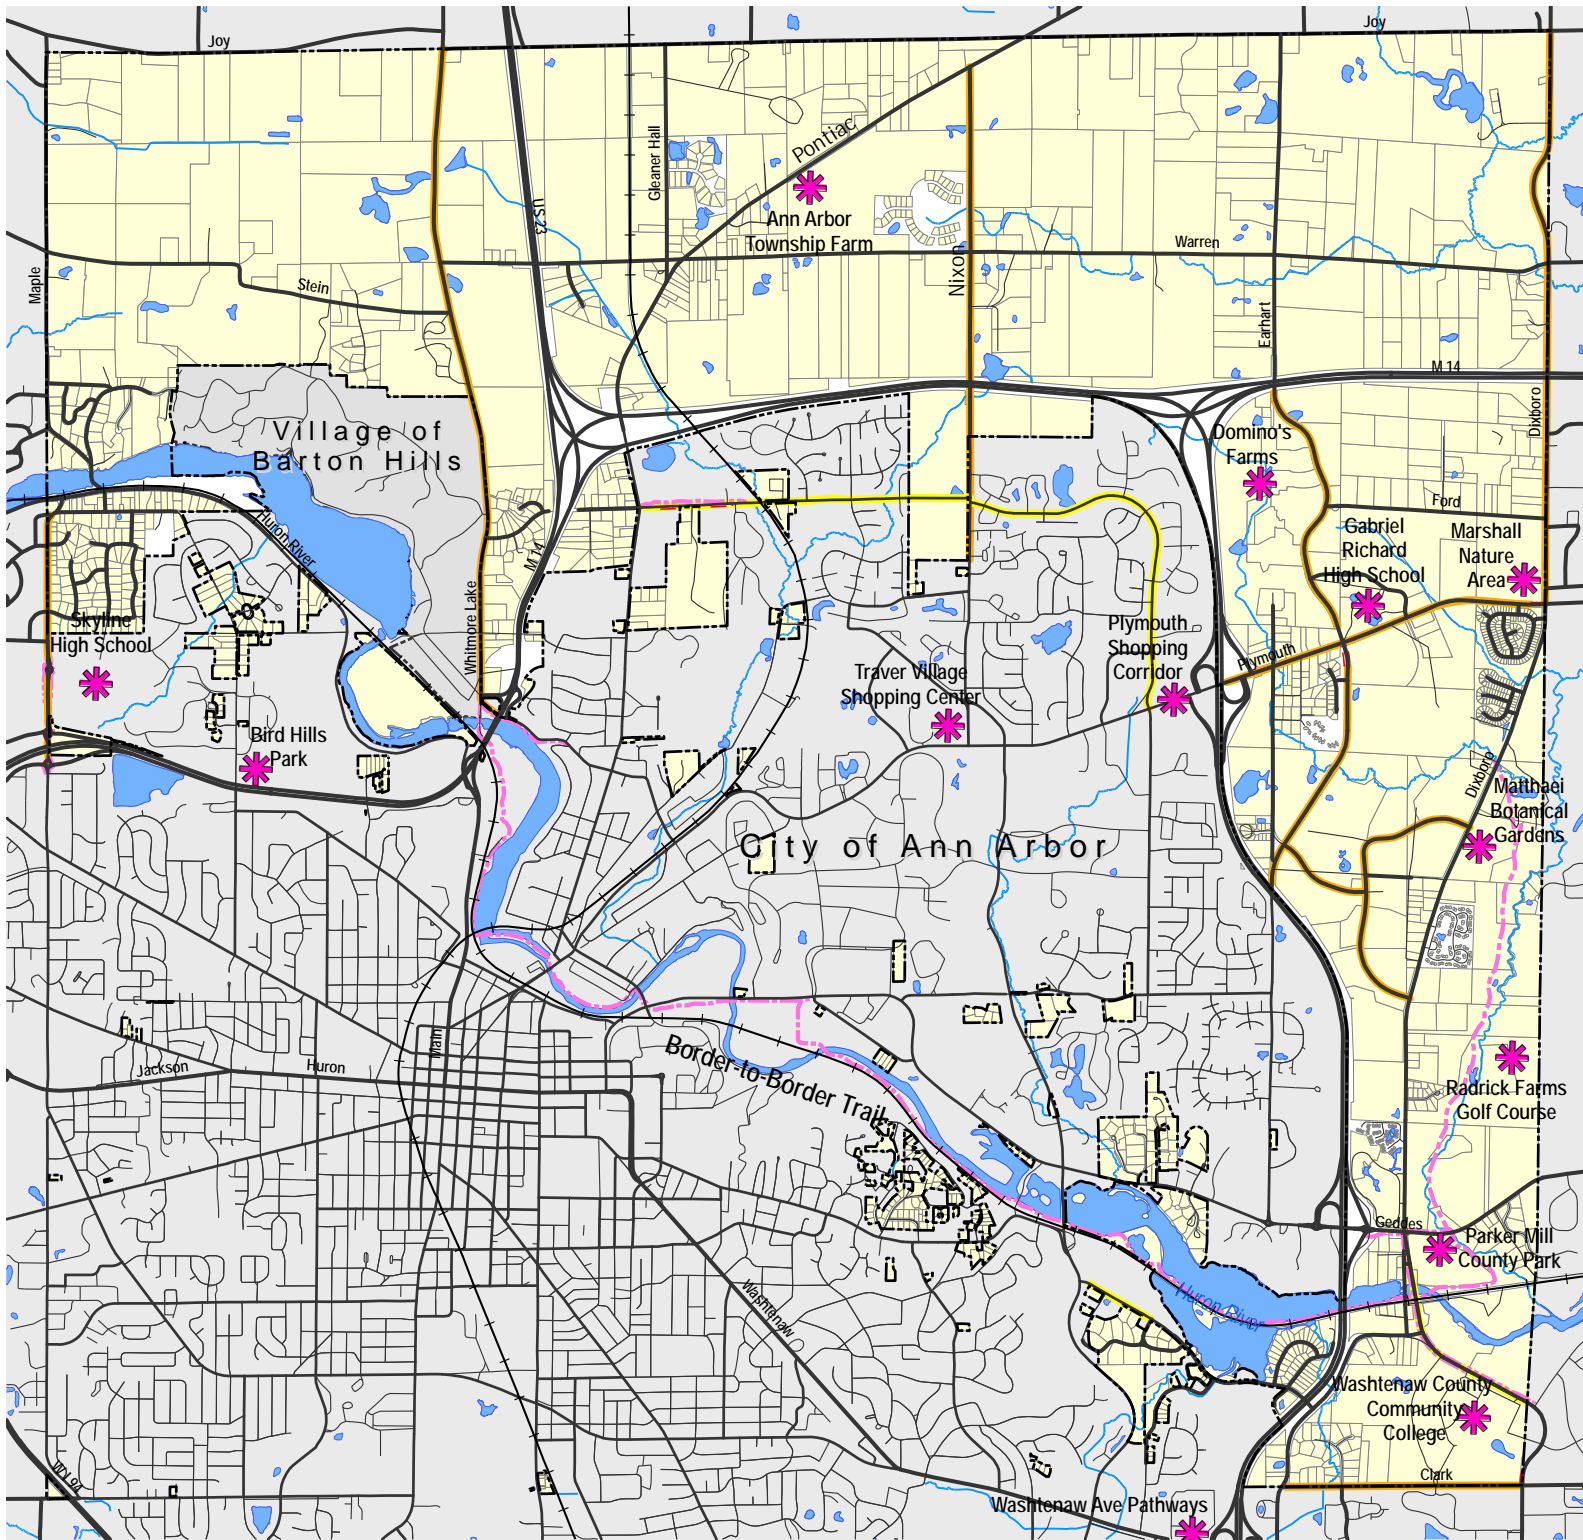 Joy
Joy
Pontiac
Gleaner Hall
US 23
Ann Arbor
Township Farm
Warren
Nixon
Maple
Stein
Earhart
M 14
Dixboro
Village of
Barton Hills
Domino's
Farms
Ford
Gabriel
Richard
High School
Marshall
Nature
Area
Huron River
M 14
Whitmore Lake
Skyline
High School
Plymouth
Shopping
Corridor
Plymouth
Traver Village
Shopping Center
Bird Hills
Park
Dixboro
Matthaei
Botanical
Gardens
City of Ann Arbor
Main
Jackson
Huron
Border-to-Border Trail
Radrick Farms
Golf Course
Geddes
Parker Mill
County Park
Huron River
Washtenaw
Washtenaw County
Community
College
W I 94
Clark
Washtenaw Ave Pathways